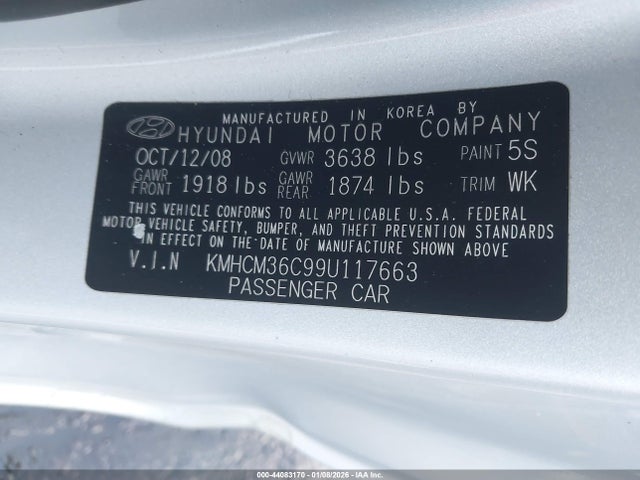 MANUFACTURED IN KOREA BY
HYUNDAI MOTOR COMPANY
OCT/12/08 GVWR 3638 lbs PAINT 5S
GAWR FRONT 1918 lbs GAWR REAR 1874 lbs TRIM WK
THIS VEHICLE CONFORMS TO ALL APPLICABLE U.S.A. FEDERAL
MOTOR VEHICLE SAFETY, BUMPER, AND THEFT PREVENTION STANDARDS
IN EFFECT ON THE DATE OF MANUFACTURE SHOWN ABOVE
V.I.N KMHCM36C99U117663
PASSENGER CAR
000-44083170 | 01/08/2026 | IAA Inc.